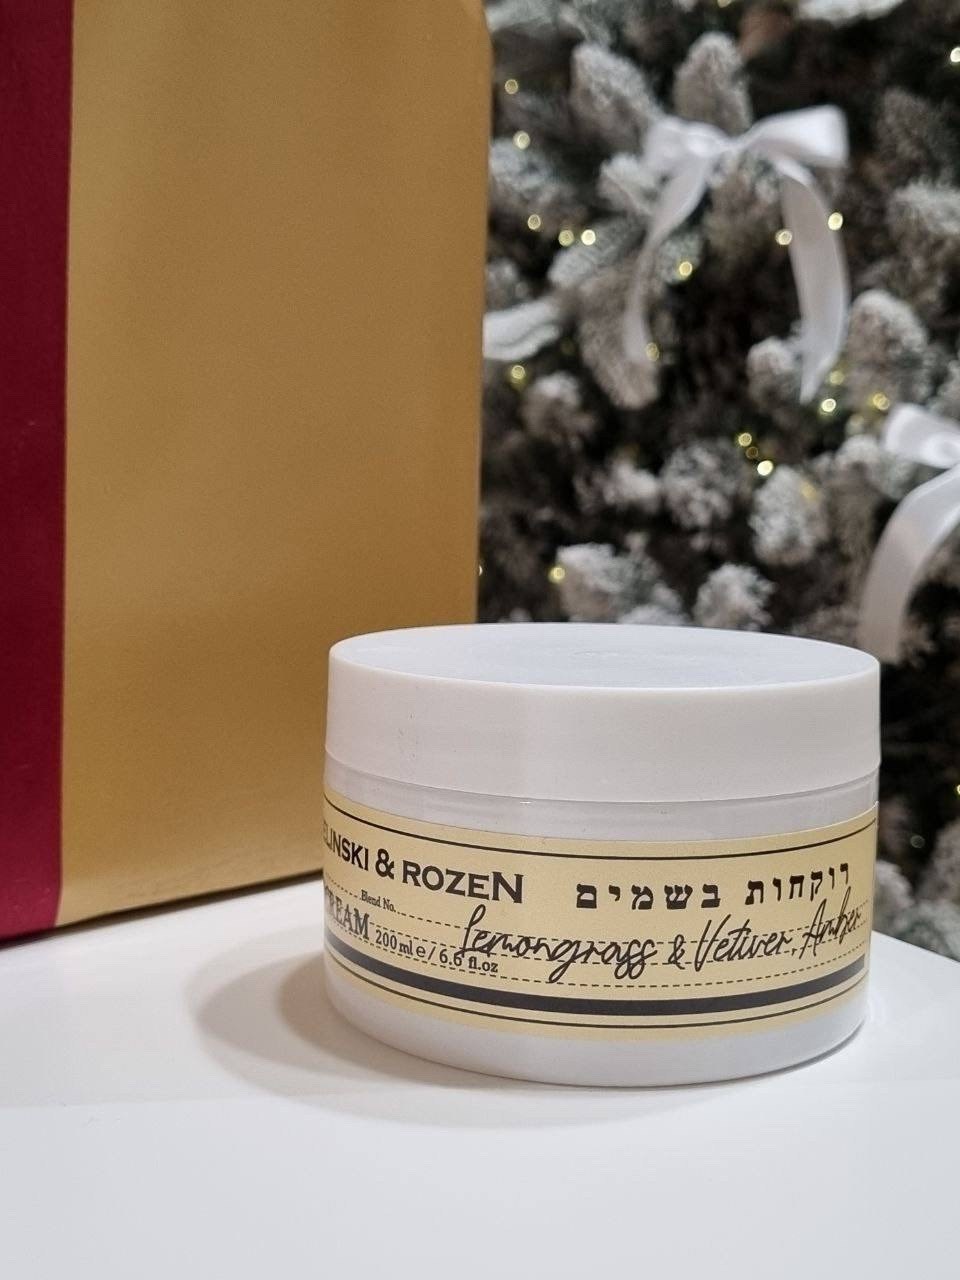 ELINSKI & ROZEN
רוקחות בשמים
Blend No.
CREAM 200 ml e / 6.6 fl.oz
Lemongrass & Vetiver, Amber